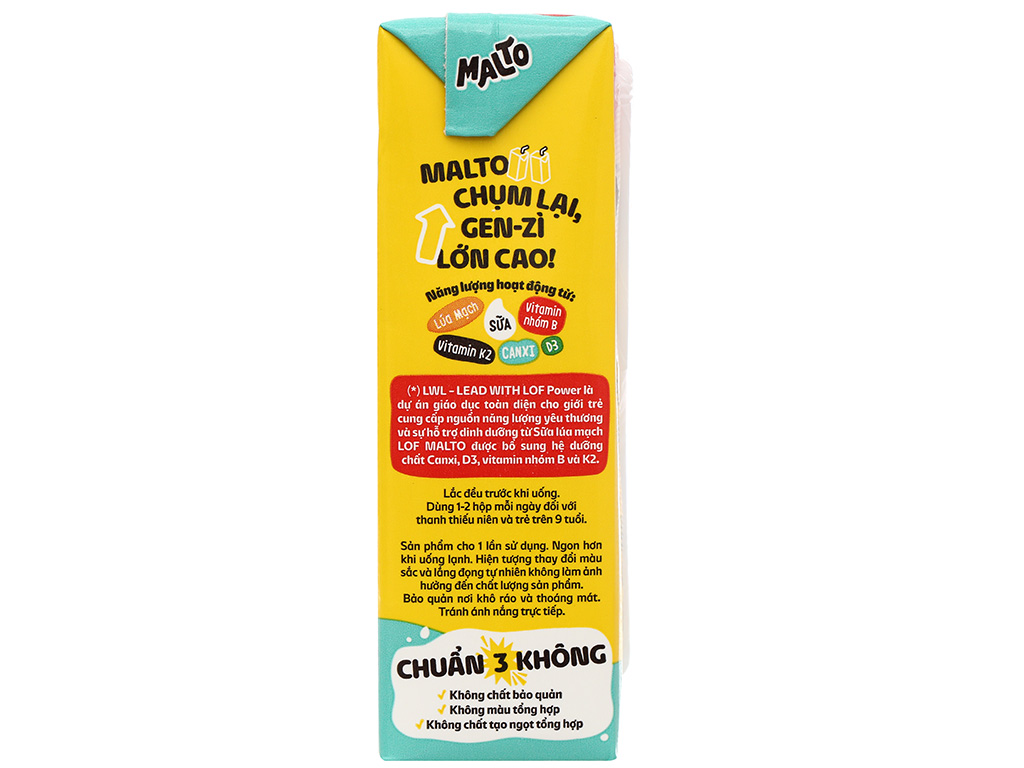 MALTO
MALTO
CHỤM LẠI,
GEN-ZÌ
LỚN CAO!
Năng lượng hoạt động từ:
LÚA MẠCH
SỮA
Vitamin
nhóm B
Vitamin K2
CANXI
D3
(*) LWL – LEAD WITH LOF Power là
dự án giáo dục toàn diện cho giới trẻ
cung cấp nguồn năng lượng yêu thương
và sự hỗ trợ dinh dưỡng từ Sữa lúa mạch
LOF MALTO được bổ sung hệ dưỡng
chất Canxi, D3, vitamin nhóm B và K2.
Lắc đều trước khi uống.
Dùng 1-2 hộp mỗi ngày đối với
thanh thiếu niên và trẻ trên 9 tuổi.
Sản phẩm cho 1 lần sử dụng. Ngon hơn
khi uống lạnh. Hiện tượng thay đổi màu
sắc và lắng đọng tự nhiên không làm ảnh
hưởng đến chất lượng sản phẩm.
Bảo quản nơi khô ráo và thoáng mát.
Tránh ánh nắng trực tiếp.
CHUẨN 3 KHÔNG
Không chất bảo quản
Không màu tổng hợp
Không chất tạo ngọt tổng hợp